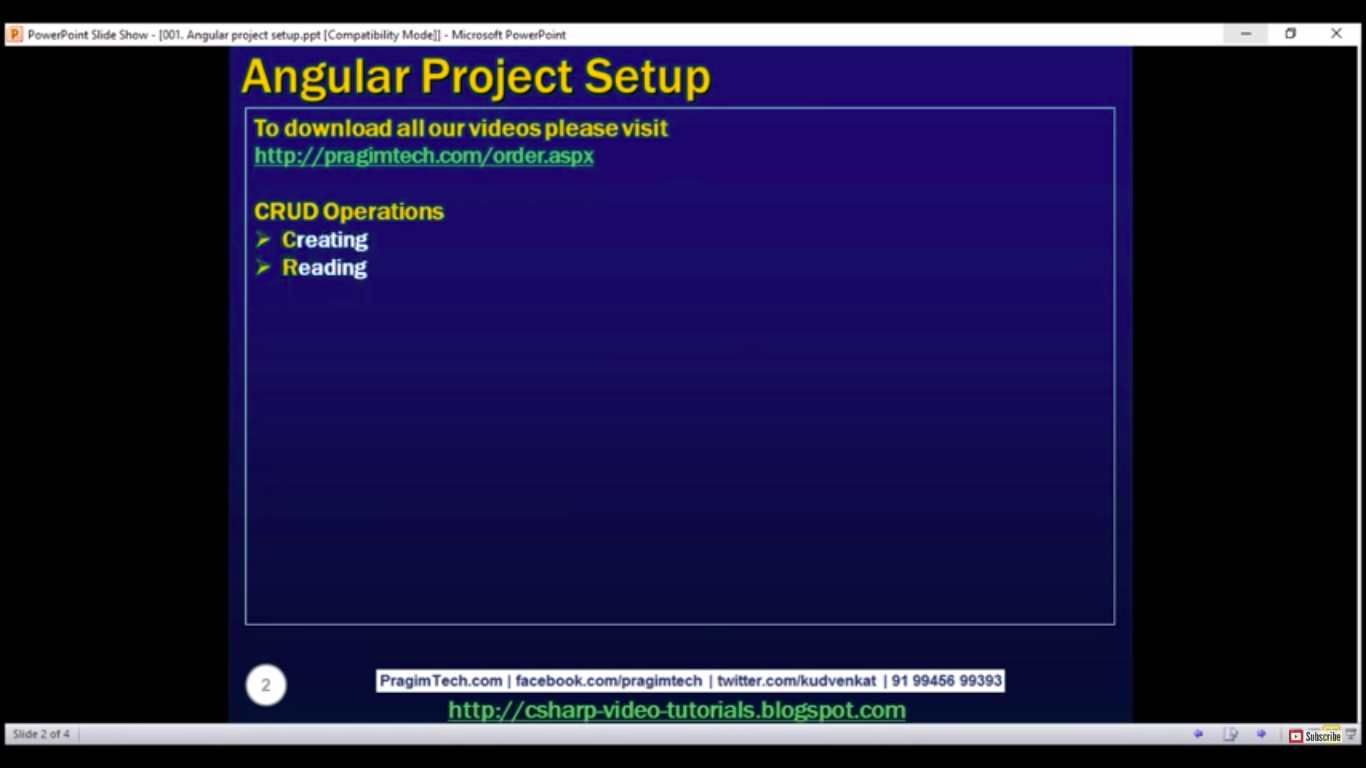 PowerPoint Slide Show - [001. Angular project setup.ppt [Compatibility Mode]] - Microsoft PowerPoint
Angular Project Setup
To download all our videos please visit
http://pragimtech.com/order.aspx
CRUD Operations
Creating
Reading
2
PragimTech.com | facebook.com/pragimtech | twitter.com/kudvenkat | 91 99456 99393
http://csharp-video-tutorials.blogspot.com
Slide 2 of 4
Subscribe